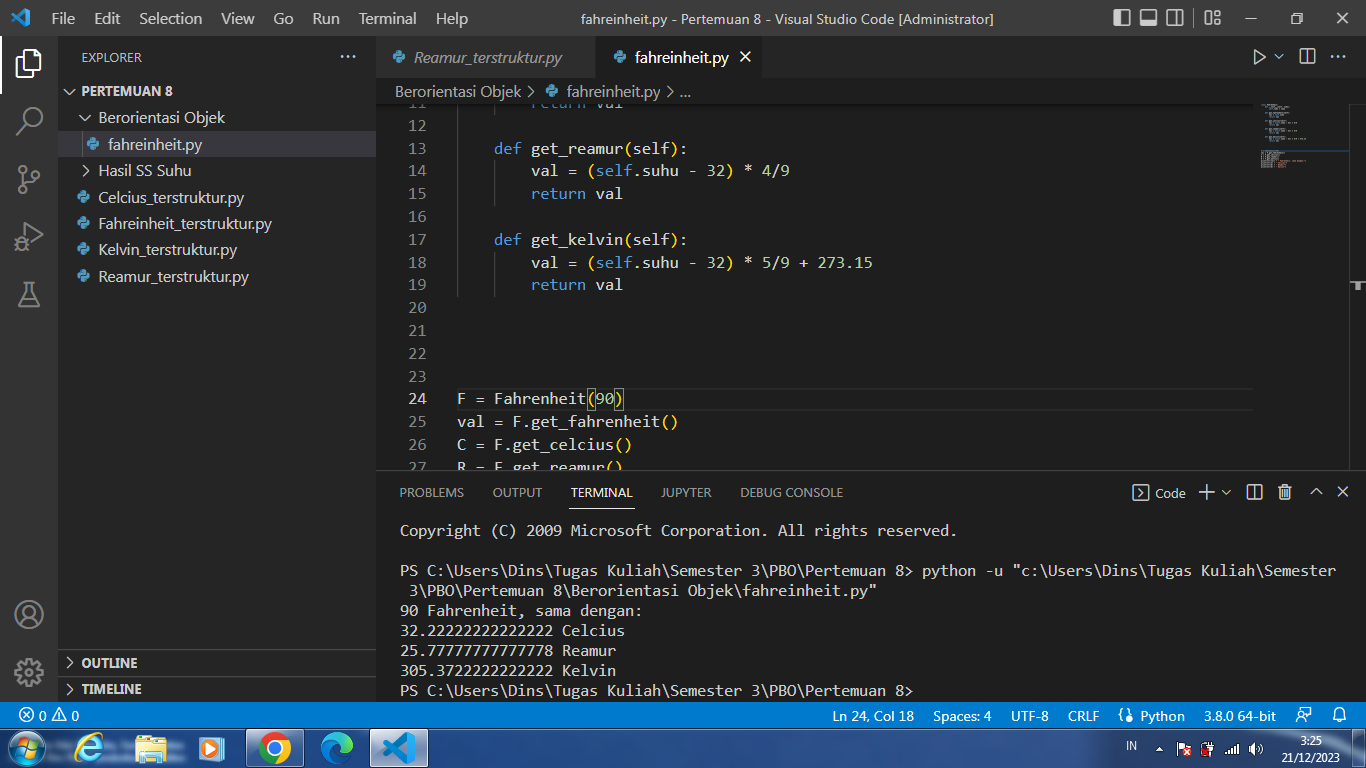 File Edit Selection View Go Run Terminal Help
fahreinheit.py - Pertemuan 8 - Visual Studio Code [Administrator]
EXPLORER
PERTEMUAN 8
Berorientasi Objek
fahreinheit.py
Hasil SS Suhu
Celcius_terstruktur.py
Fahreinheit_terstruktur.py
Kelvin_terstruktur.py
Reamur_terstruktur.py
OUTLINE
TIMELINE
Reamur_terstruktur.py fahreinheit.py
Berorientasi Objek > fahreinheit.py > ...
11 return val
12
13 def get_reamur(self):
14 val = (self.suhu - 32) * 4/9
15 return val
16
17 def get_kelvin(self):
18 val = (self.suhu - 32) * 5/9 + 273.15
19 return val
20
21
22
23
24 F = Fahrenheit(90)
25 val = F.get_fahrenheit()
26 C = F.get_celcius()
27 R = F.get_reamur()
PROBLEMS OUTPUT TERMINAL JUPYTER DEBUG CONSOLE
Code
Copyright (C) 2009 Microsoft Corporation. All rights reserved.
PS C:\Users\Dins\Tugas Kuliah\Semester 3\PBO\Pertemuan 8> python -u "c:\Users\Dins\Tugas Kuliah\Semester
3\PBO\Pertemuan 8\Berorientasi Objek\fahreinheit.py"
90 Fahrenheit, sama dengan:
32.22222222222222 Celcius
25.77777777777778 Reamur
305.3722222222222 Kelvin
PS C:\Users\Dins\Tugas Kuliah\Semester 3\PBO\Pertemuan 8>
0 0
Ln 24, Col 18 Spaces: 4 UTF-8 CRLF Python 3.8.0 64-bit
IN
3:25
21/12/2023